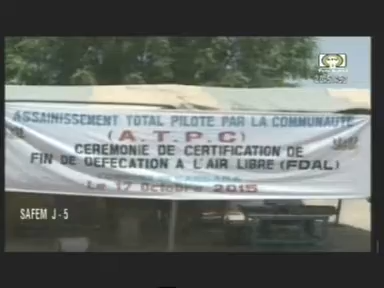 ASSAINISSEMENT TOTAL PILOTE PAR LA COMMUNAUTÉ
(A.T.P.C)
CEREMONIE DE CERTIFICATION DE
FIN DE DEFECATION A L'AIR LIBRE (FDAL)
Le 17 Octobre 2015
SAFEM J - 5